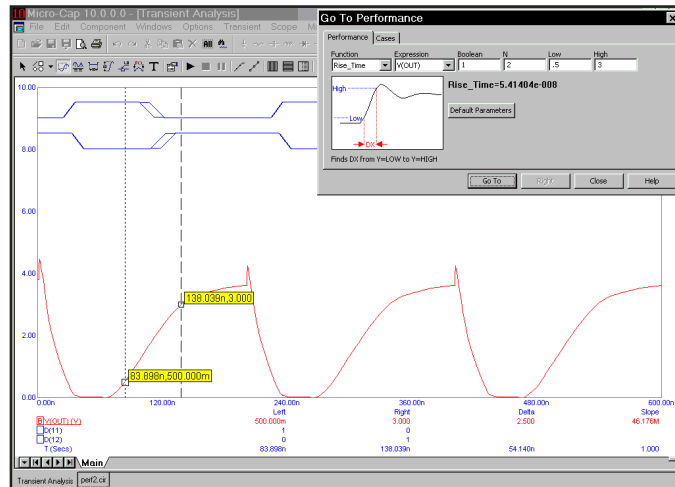 Micro-Cap 10.0.0.0 - [Transient Analysis]
File Edit Component Windows Options Transient Scope
Go To Performance
Performance Cases
Function Expression Boolean N Low High
Rise_Time V(OUT) 1 2 .5 3
High
Low
DX
Rise_Time=5.41404e-008
Default Parameters
Finds DX from Y=LOW to Y=HIGH
Go To Right Close Help
10.00
8.00
6.00
4.00
2.00
0.00
138.039n,3.000
83.898n,500.000m
0.00n 120.00n 240.00n 360.00n 480.00n 600.00n
Left Right Delta Slope
V(OUT) (V) 500.000m 3.000 2.500 46.176M
D(11) 1 0
D(12) 0 1
T (Secs) 83.898n 138.039n 54.140n 1.000
Main
Transient Analysis perf2.cir